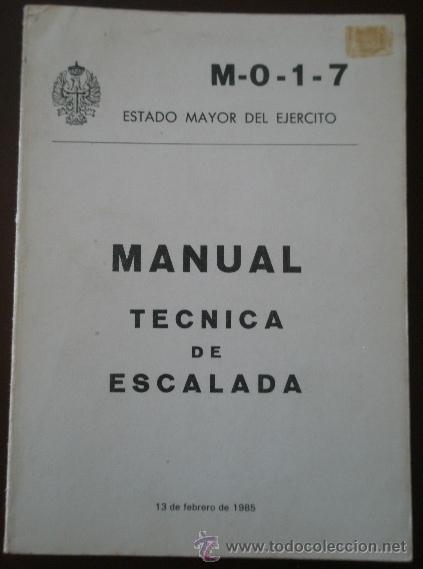 M-0-1-7
ESTADO MAYOR DEL EJERCITO
MANUAL
TECNICA
DE
ESCALADA
13 de febrero de 1985
www.todocoleccion.net